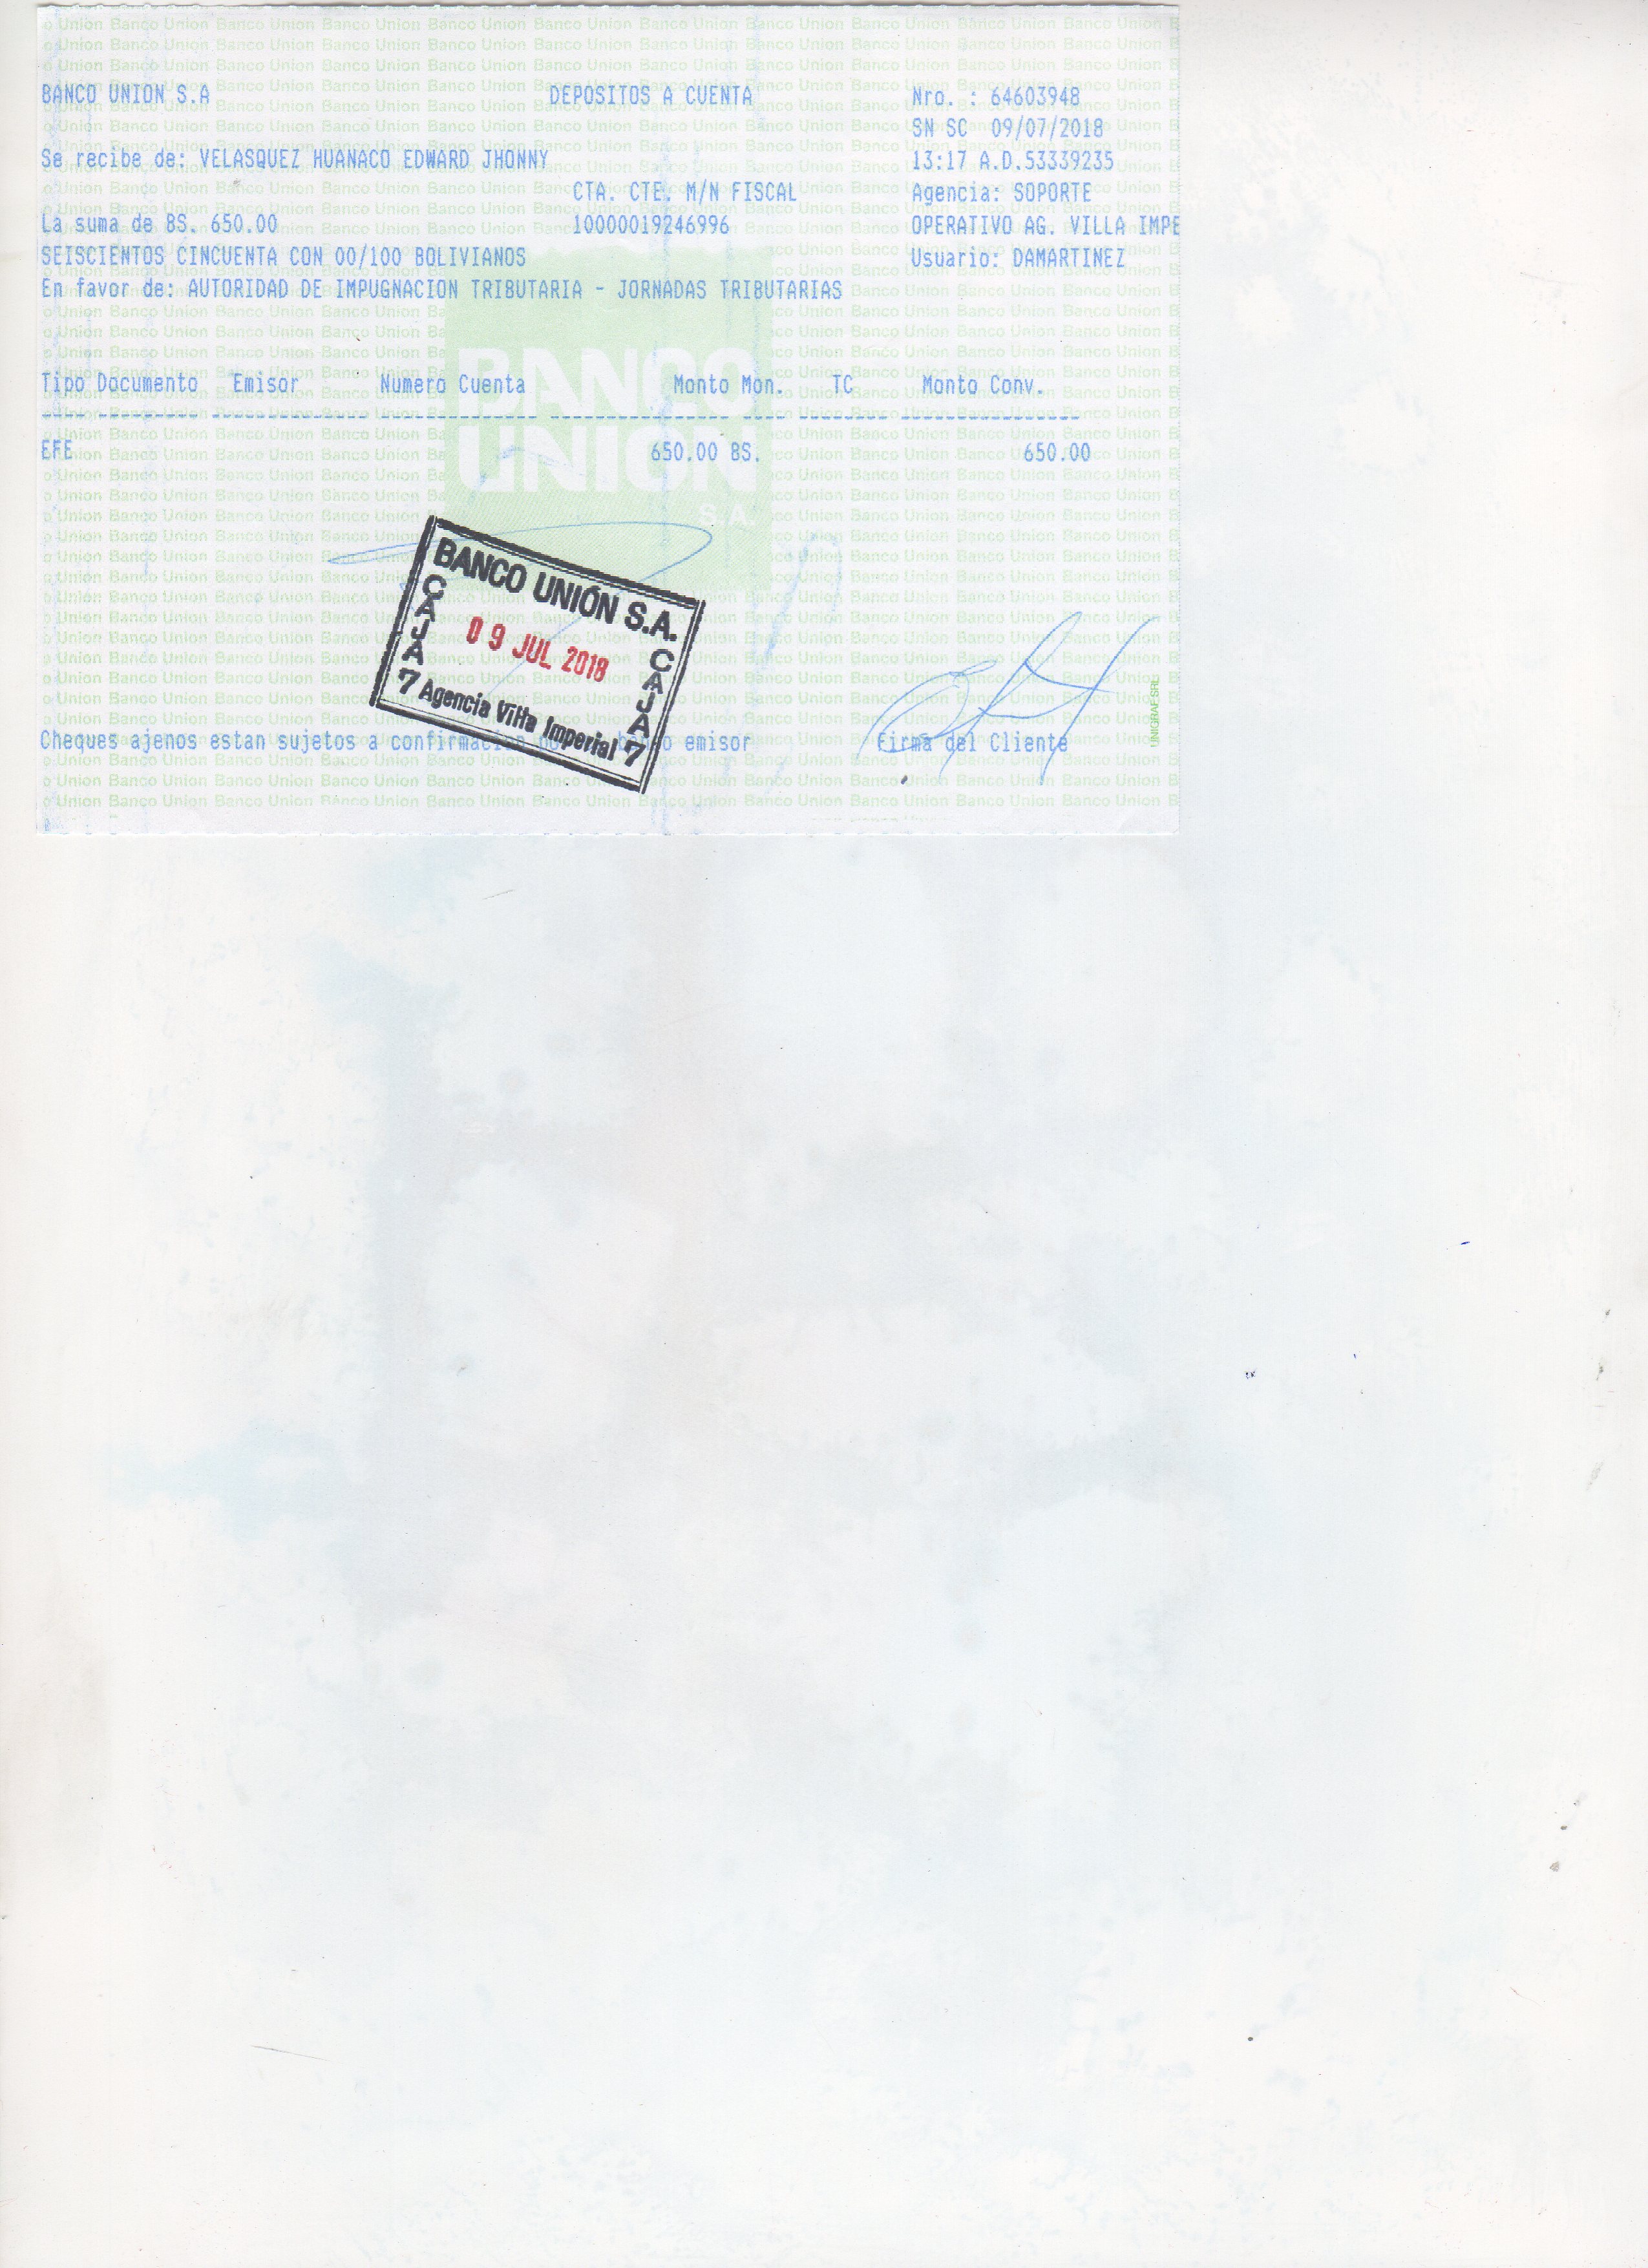 BANCO UNION S.A DEPOSITOS A CUENTA Nro. : 64603948
SN SC 09/07/2018
Se recibe de: VELASQUEZ HUANACO EDWARD JHONNY 13:17 A.D.53339235
CTA. CTE. M/N FISCAL Agencia: SOPORTE
La suma de BS. 650.00 10000019246996 OPERATIVO AG. VILLA IMPE
SEISCIENTOS CINCUENTA CON 00/100 BOLIVIANOS Usuario: DAMARTINEZ
En favor de: AUTORIDAD DE IMPUGNACION TRIBUTARIA - JORNADAS TRIBUTARIAS
Tipo Documento Emisor Numero Cuenta Monto Mon. TC Monto Conv.
EFE 650.00 BS. 650.00
BANCO UNION S.A.
BANCO UNIÓN S.A.
CAJA 7
09 JUL 2018
CAJA 7
Agencia Villa Imperial
Cheques ajenos estan sujetos a emisor firma del Cliente
UNIGRAF SRL